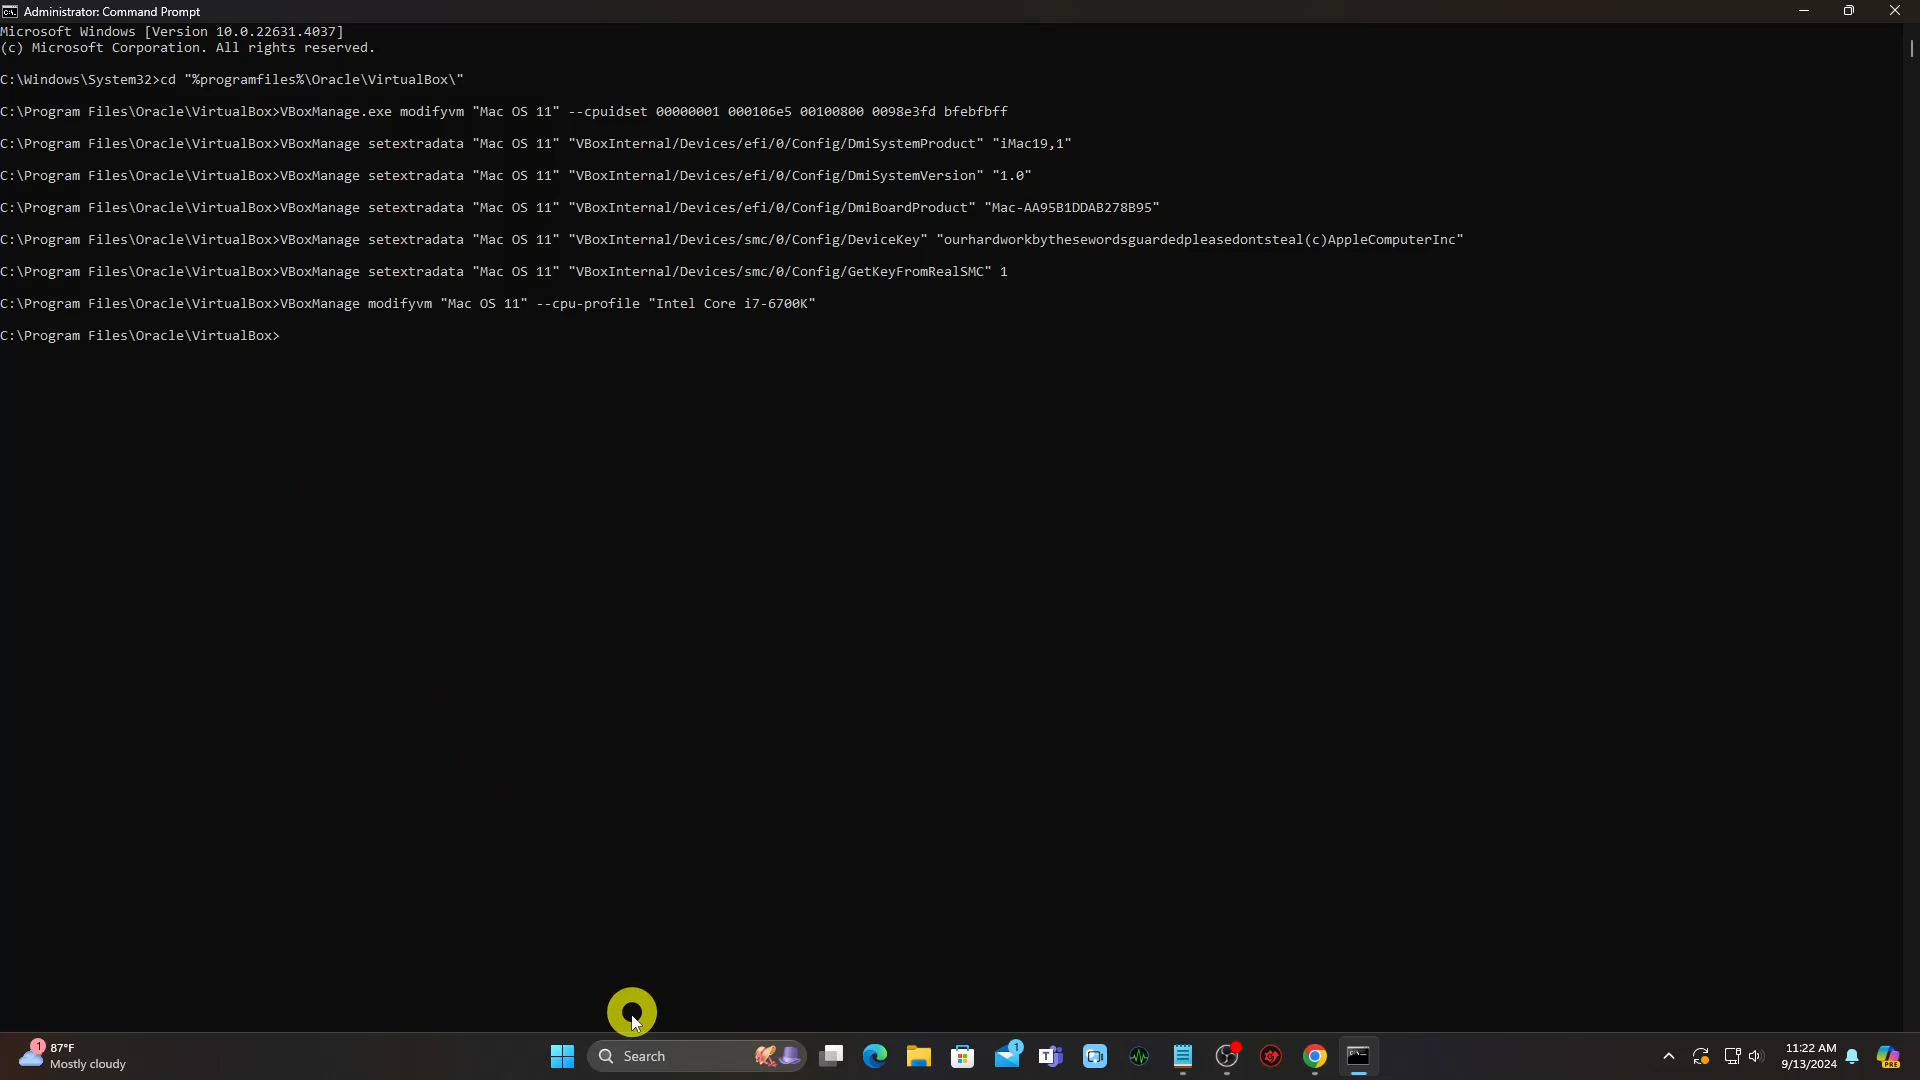 Administrator: Command Prompt
Microsoft Windows [Version 10.0.22631.4037]
(c) Microsoft Corporation. All rights reserved.
C:\Windows\System32>cd "%programfiles%\Oracle\VirtualBox\"
C:\Program Files\Oracle\VirtualBox>VBoxManage.exe modifyvm "Mac OS 11" --cpuidset 00000001 000106e5 00100800 0098e3fd bfebfbff
C:\Program Files\Oracle\VirtualBox>VBoxManage setextradata "Mac OS 11" "VBoxInternal/Devices/efi/0/Config/DmiSystemProduct" "iMac19,1"
C:\Program Files\Oracle\VirtualBox>VBoxManage setextradata "Mac OS 11" "VBoxInternal/Devices/efi/0/Config/DmiSystemVersion" "1.0"
C:\Program Files\Oracle\VirtualBox>VBoxManage setextradata "Mac OS 11" "VBoxInternal/Devices/efi/0/Config/DmiBoardProduct" "Mac-AA95B1DDAB278B95"
C:\Program Files\Oracle\VirtualBox>VBoxManage setextradata "Mac OS 11" "VBoxInternal/Devices/smc/0/Config/DeviceKey" "ourhardworkbythesewordsguardedpleasedontsteal(c)AppleComputerInc"
C:\Program Files\Oracle\VirtualBox>VBoxManage setextradata "Mac OS 11" "VBoxInternal/Devices/smc/0/Config/GetKeyFromRealSMC" 1
C:\Program Files\Oracle\VirtualBox>VBoxManage modifyvm "Mac OS 11" --cpu-profile "Intel Core i7-6700K"
C:\Program Files\Oracle\VirtualBox>
1
87°F
Mostly cloudy
Search
1
11:22 AM
9/13/2024
PRE